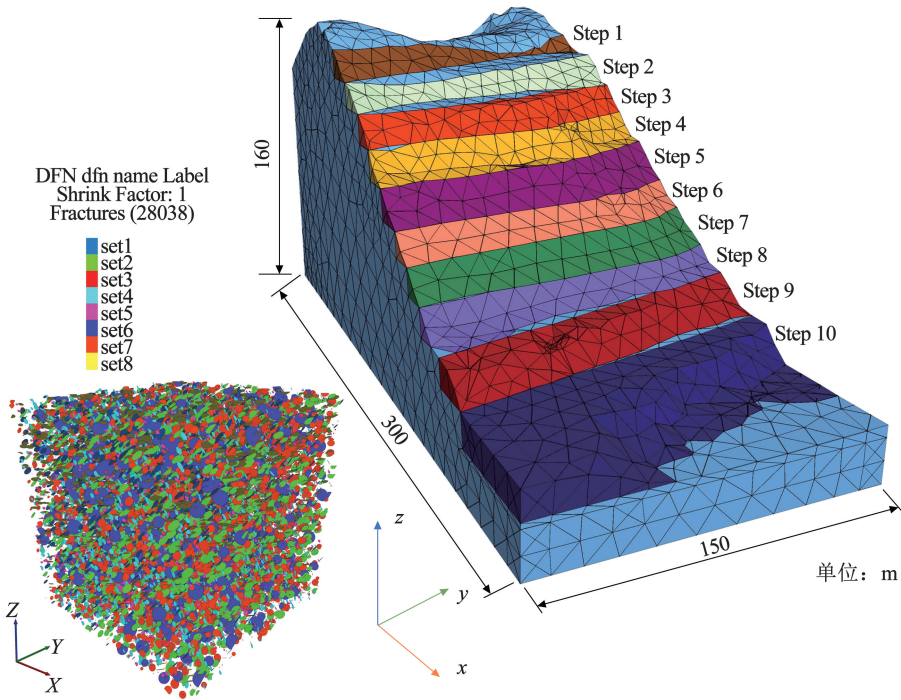 Step 1
Step 2
Step 3
Step 4
Step 5
Step 6
Step 7
Step 8
Step 9
Step 10
160
300
150
单位：m
DFN dfn name Label
Shrink Factor: 1
Fractures (28038)
set1
set2
set3
set4
set5
set6
set7
set8
Z
Y
X
z
y
x